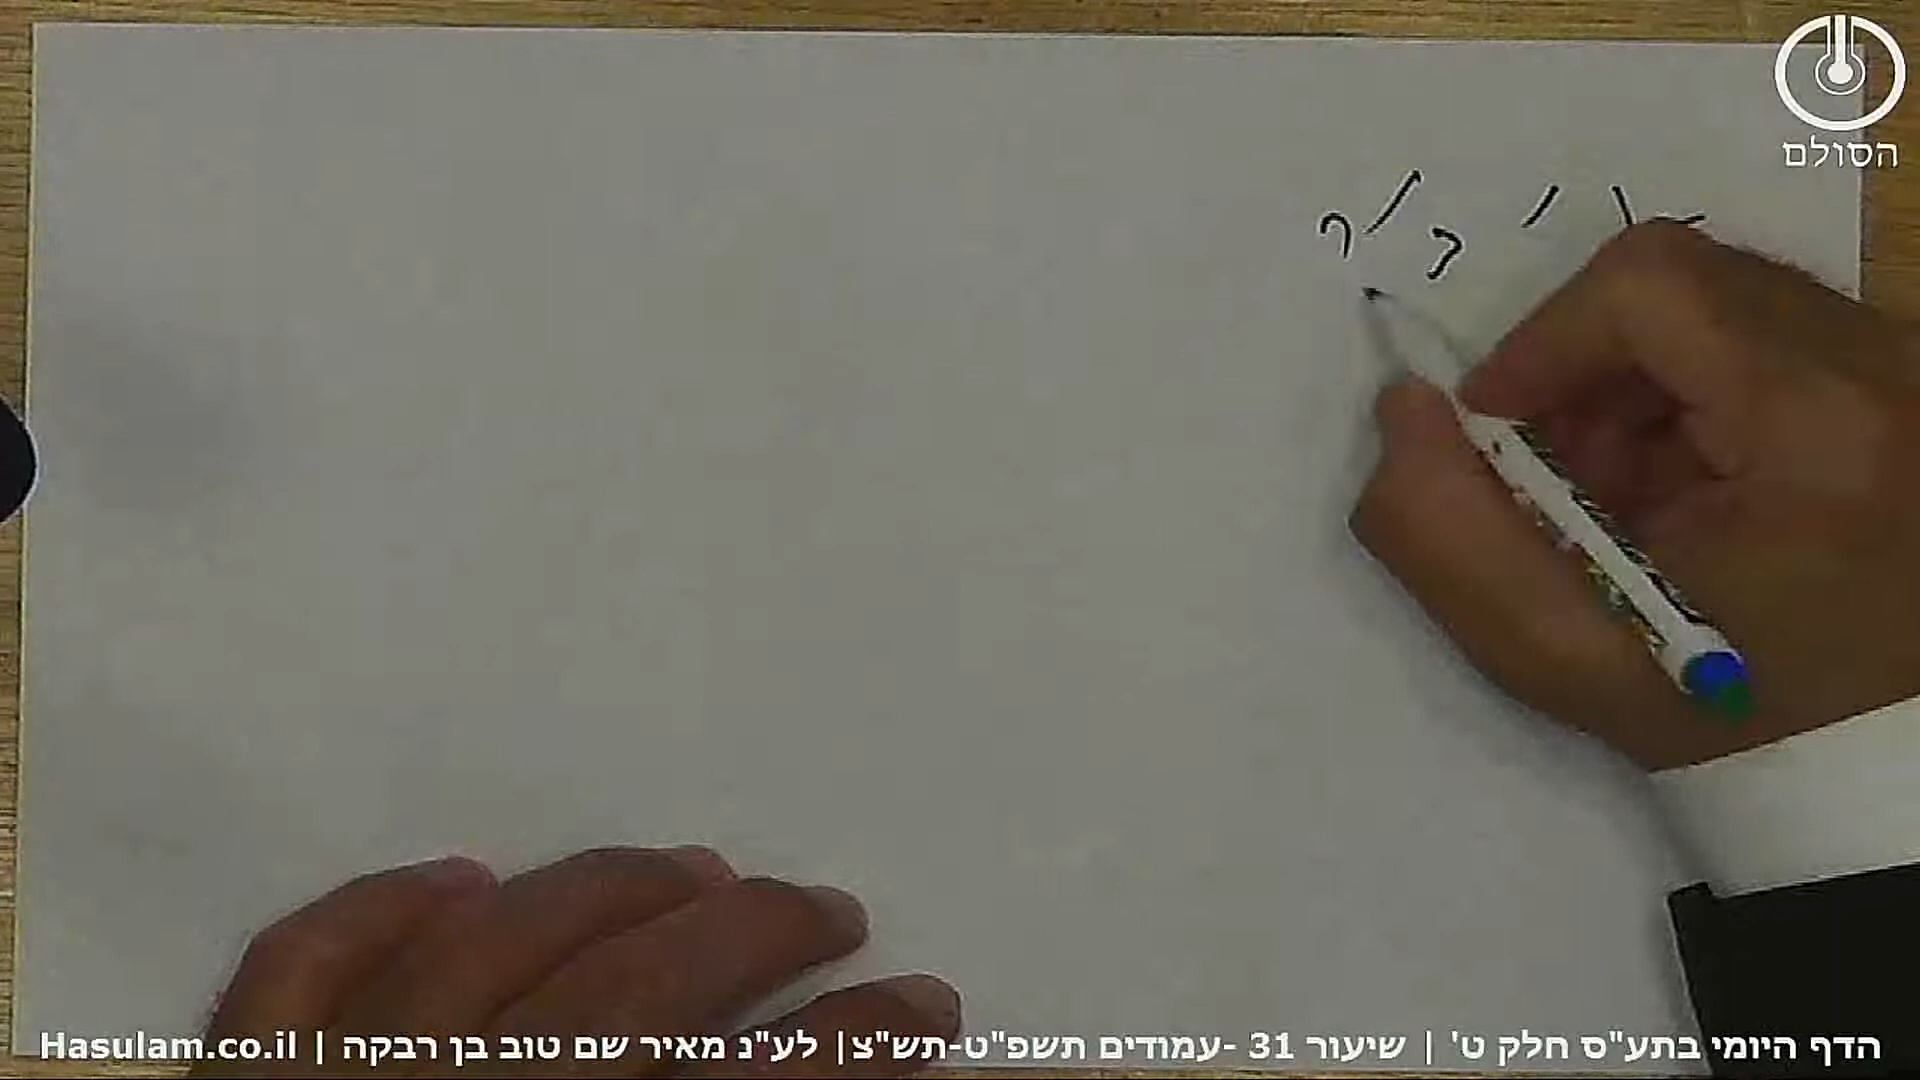 הסולם
הדף היומי בתע"ס חלק ט' | שיעור 31 -עמודים תשפ"ט-תש"צ| לע"נ מאיר שם טוב בן רבקה | Hasulam.co.il